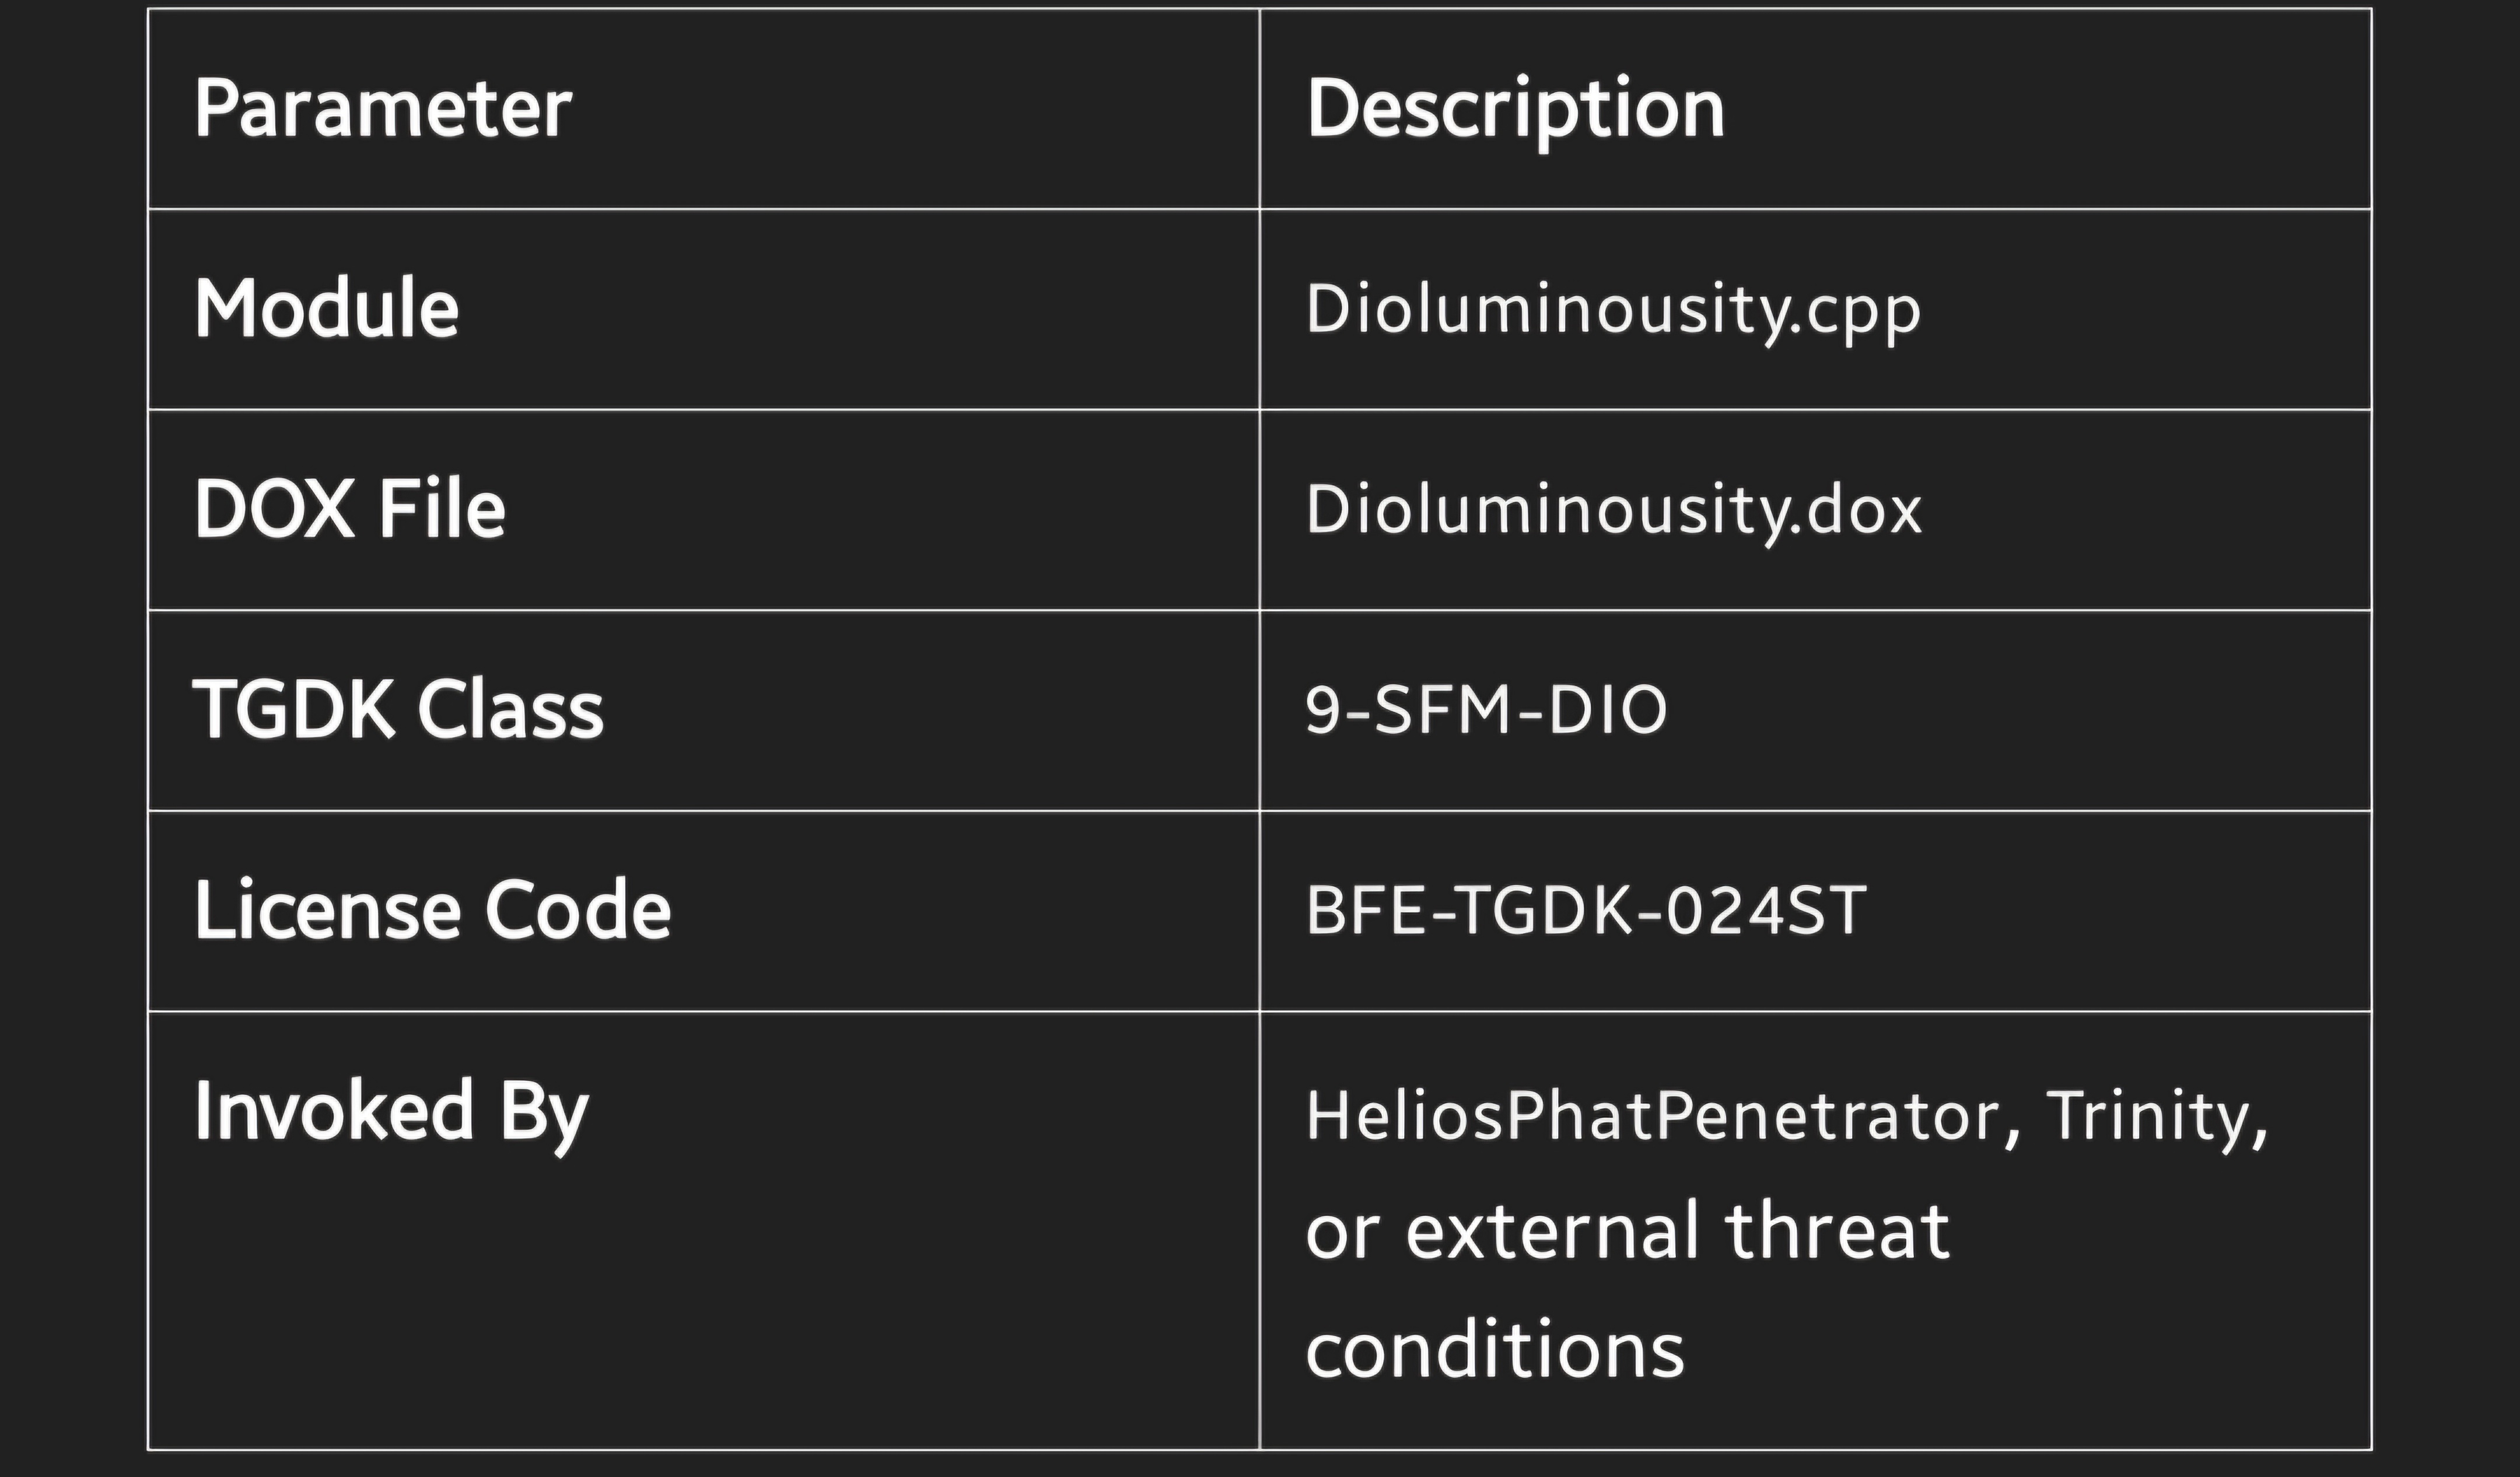 Parameter
Description
Module
Dioluminousity.cpp
DOX File
Dioluminousity.dox
TGDK Class
9-SFM-DIO
License Code
BFE-TGDK-024ST
Invoked By
HeliosPhatPenetrator, Trinity,
or external threat
conditions